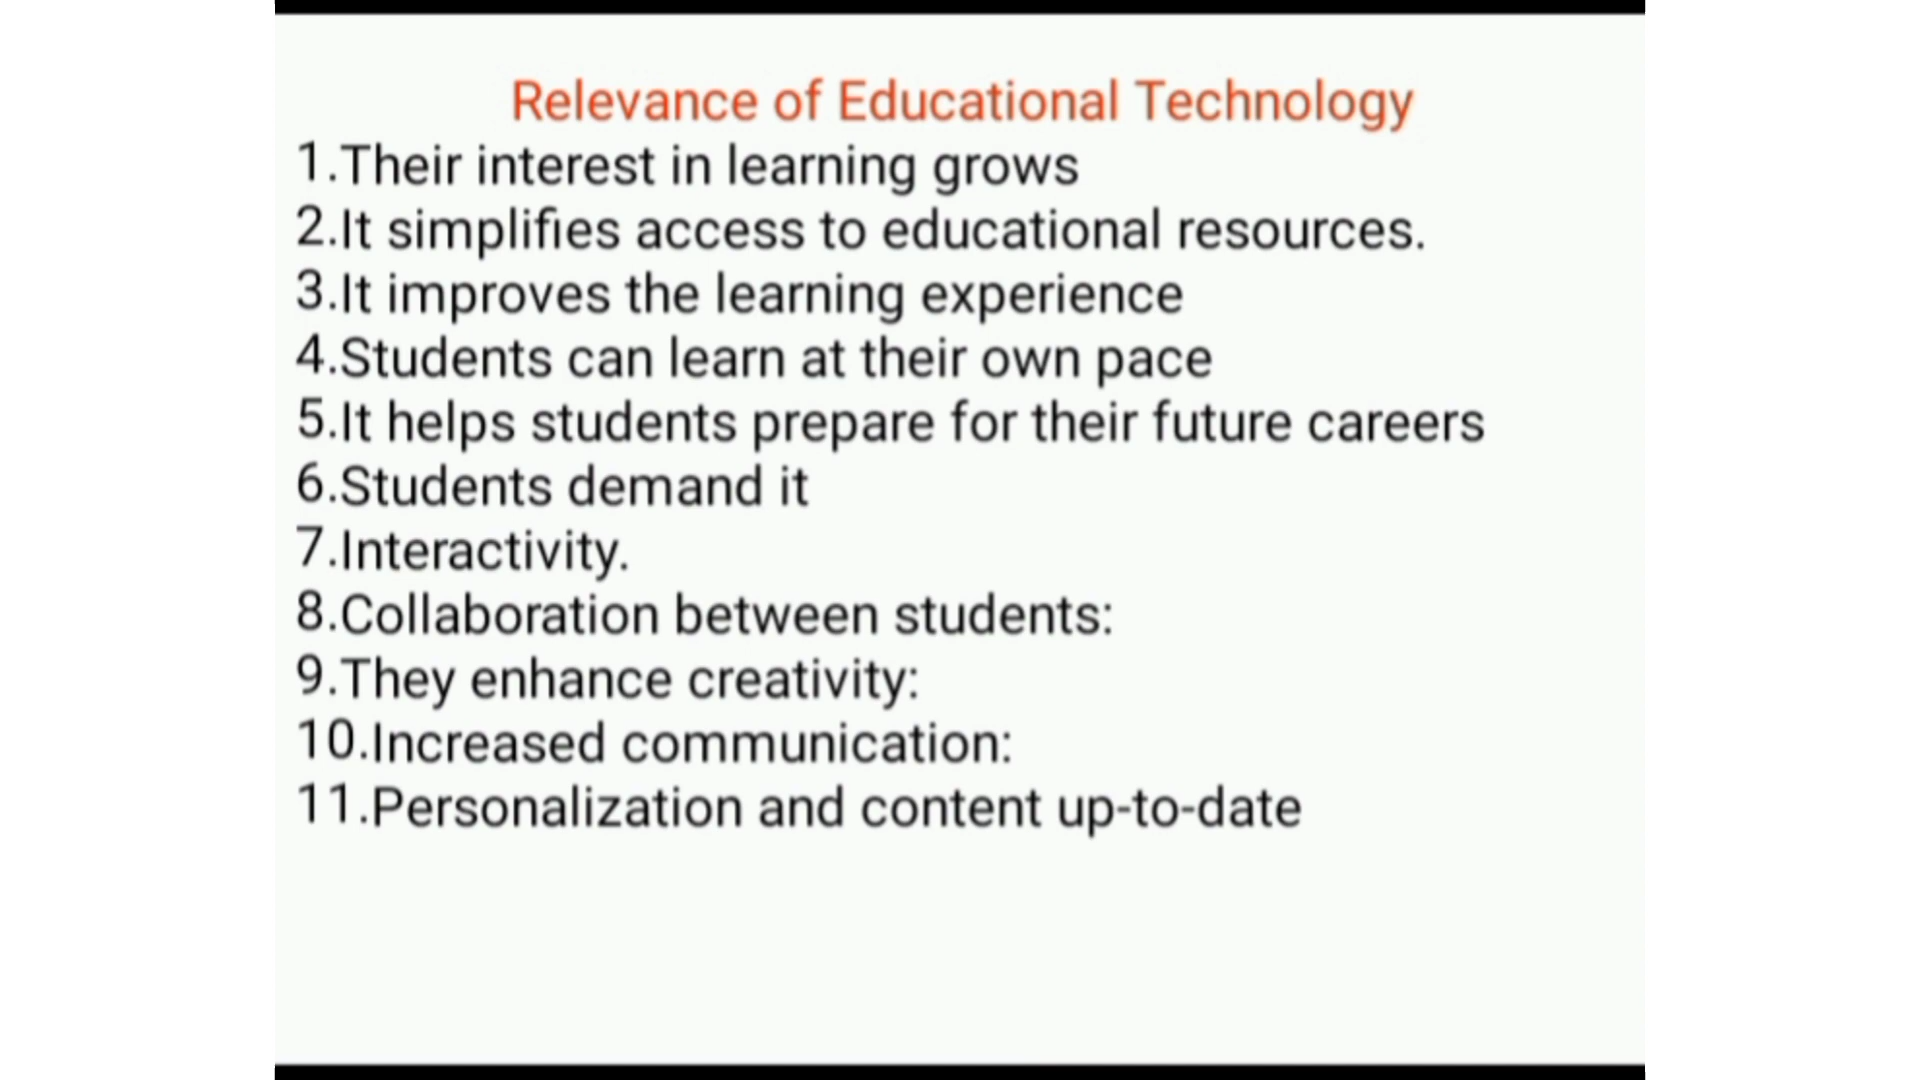 Relevance of Educational Technology
1.Their interest in learning grows
2.It simplifies access to educational resources.
3.It improves the learning experience
4.Students can learn at their own pace
5.It helps students prepare for their future careers
6.Students demand it
7.Interactivity.
8.Collaboration between students:
9.They enhance creativity:
10.Increased communication:
11.Personalization and content up-to-date